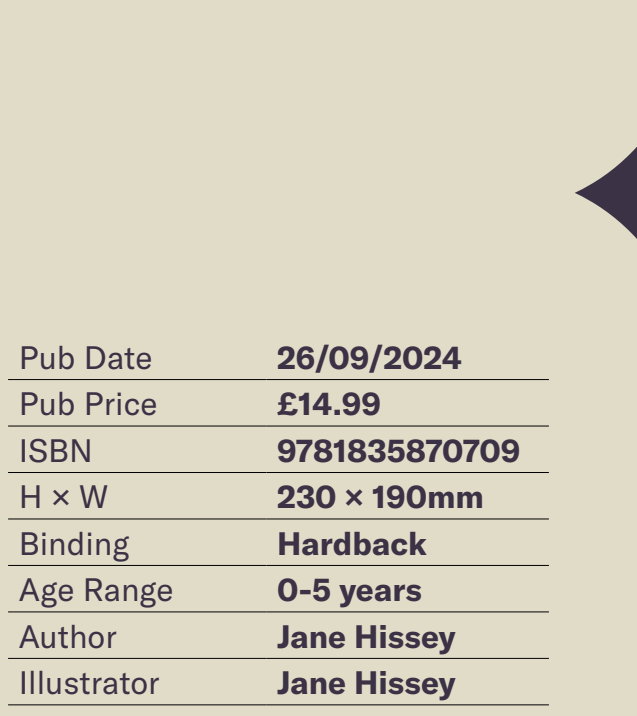 Pub Date 26/09/2024
Pub Price £14.99
ISBN 9781835870709
H × W 230 × 190mm
Binding Hardback
Age Range 0-5 years
Author Jane Hissey
Illustrator Jane Hissey